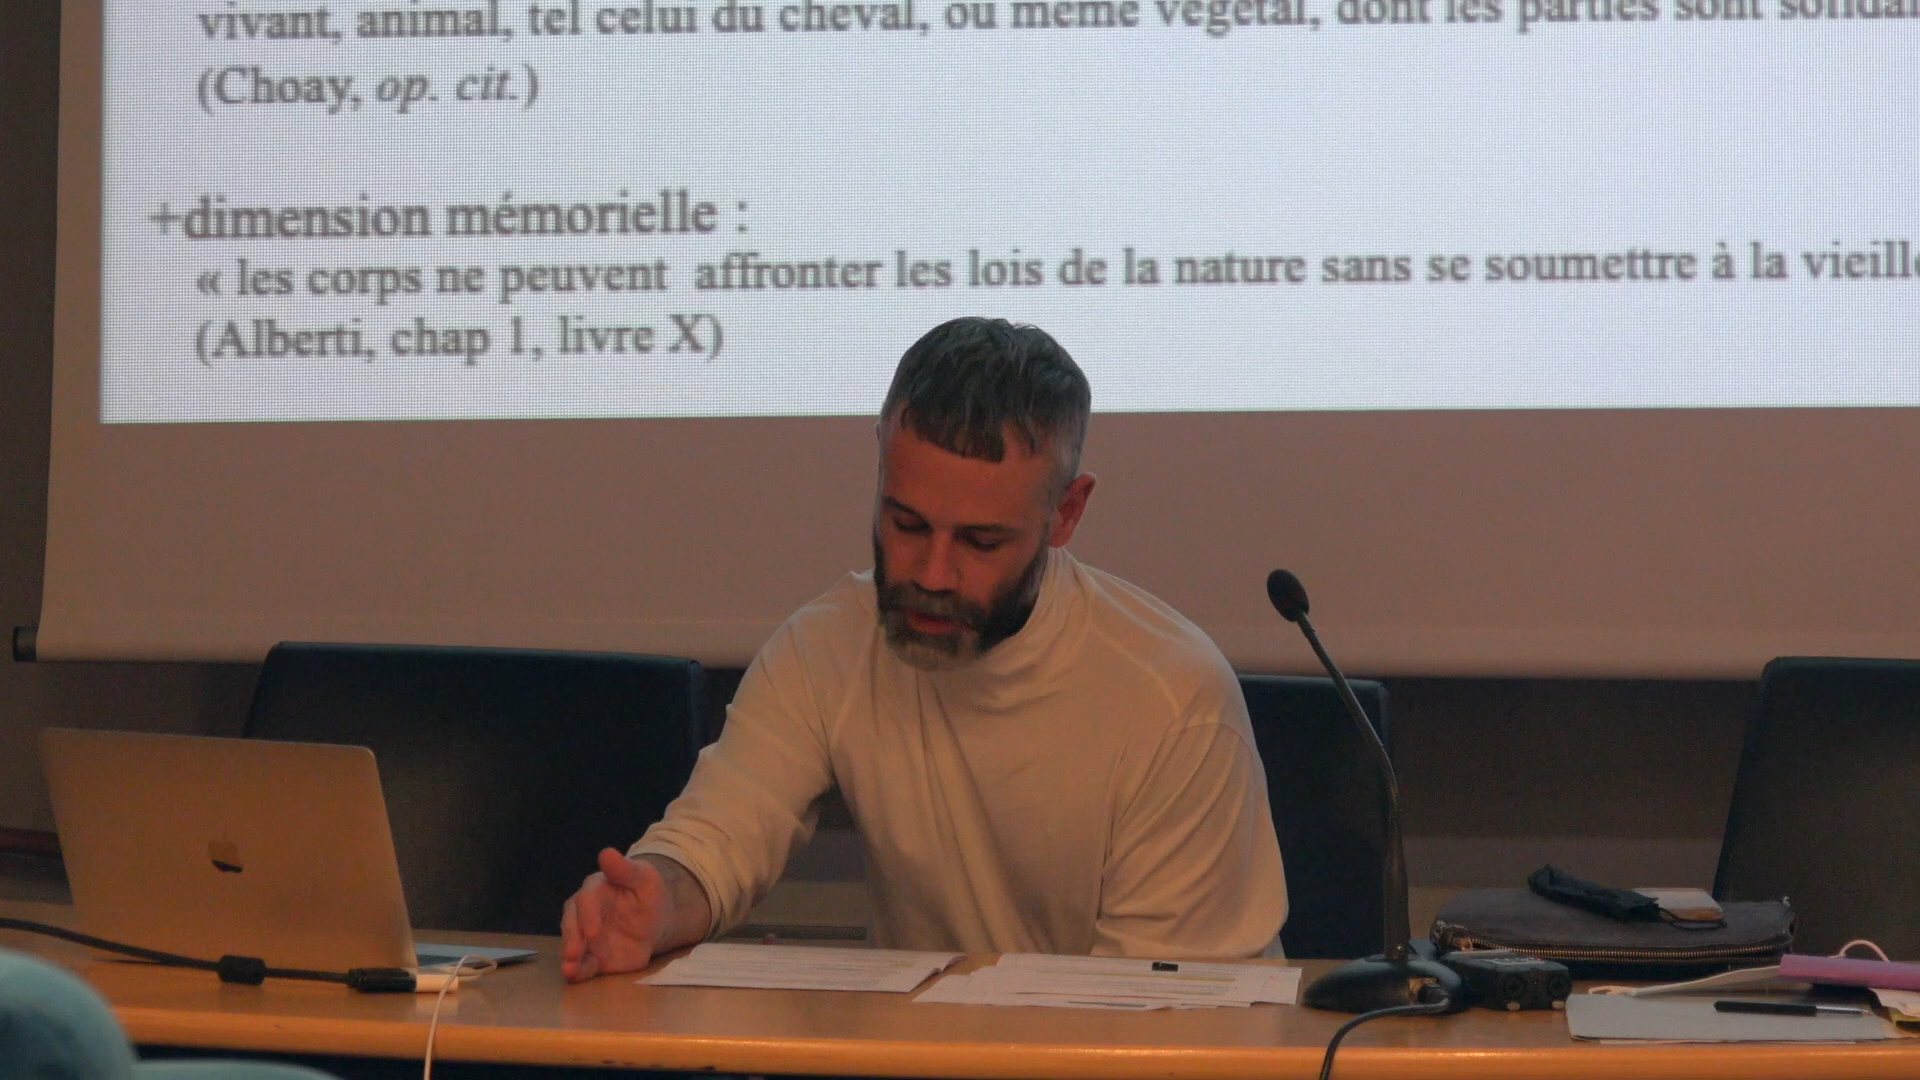 vivant, animal, tel celui du cheval, ou même végétal, dont les parties sont
(Choay, op. cit.)
+dimension mémorielle :
« les corps ne peuvent affronter les lois de la nature sans se soumettre à la
(Alberti, chap 1, livre X)